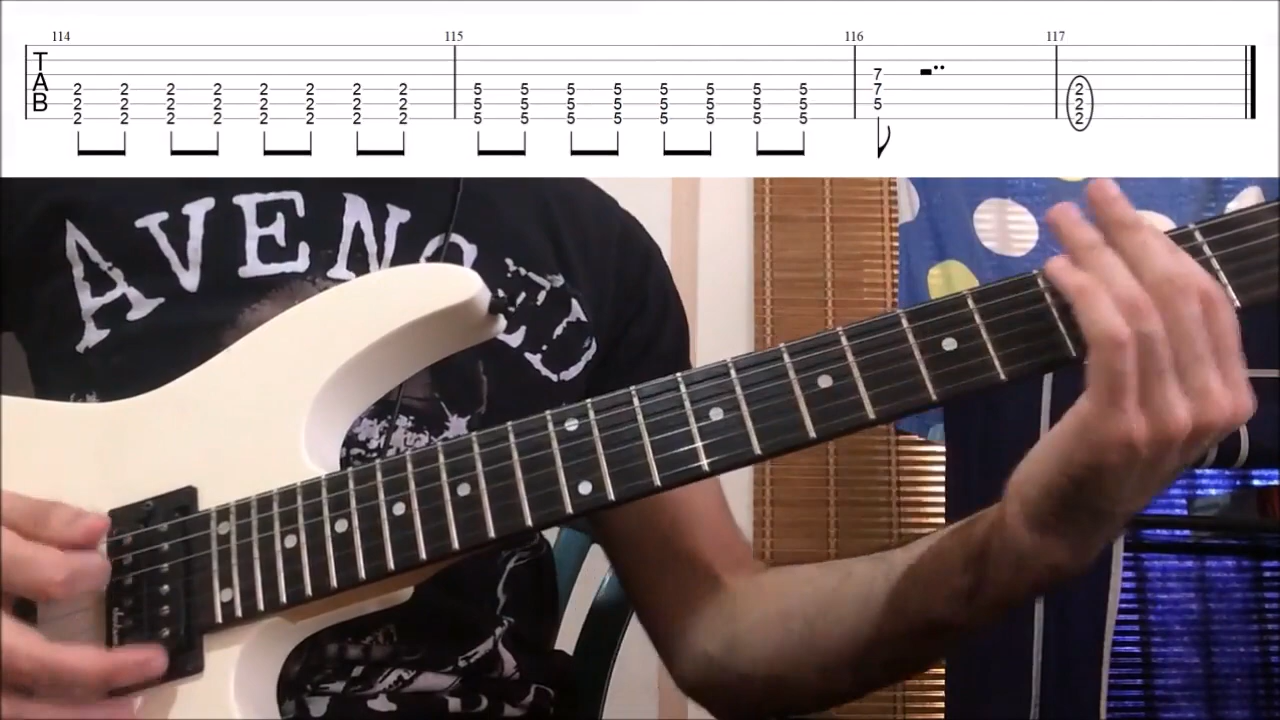 114 115 116 117
T
A
B
7
2 2 2 2 2 2 2 2 5 5 5 5 5 5 5 5 7 2
2 2 2 2 2 2 2 2 5 5 5 5 5 5 5 5 5 2
2 2 2 2 2 2 2 2 5 5 5 5 5 5 5 5 2
AVENG D